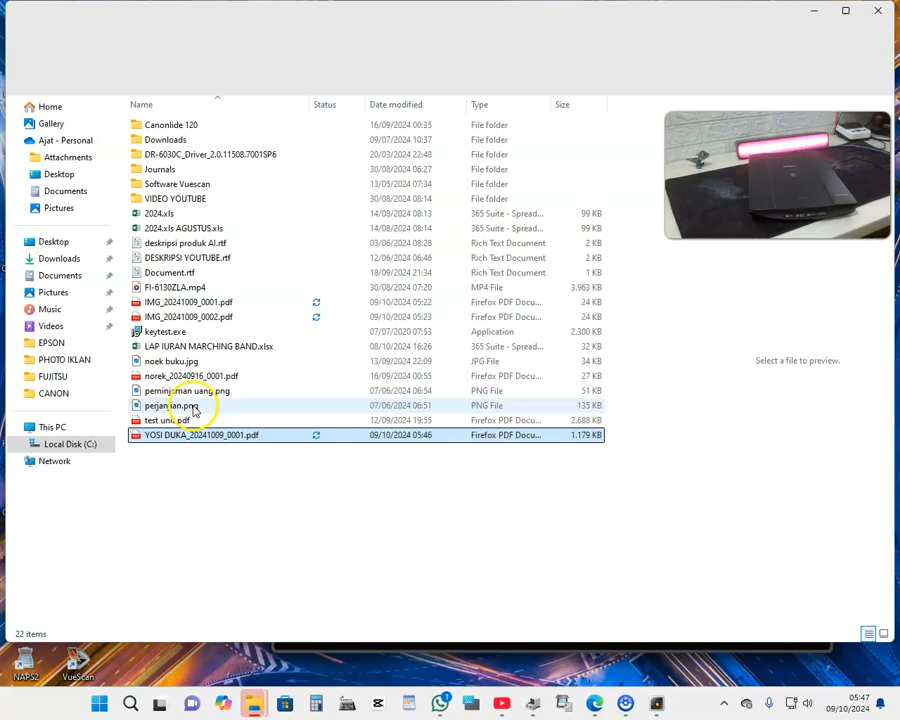 Name Status Date modified Type Size
Home
Gallery
Ajat - Personal
Attachments
Desktop
Documents
Pictures
Desktop
Downloads
Documents
Pictures
Music
Videos
EPSON
PHOTO IKLAN
FUJITSU
CANON
This PC
Local Disk (C:)
Network
Canonlide 120 16/09/2024 00:35 File folder
Downloads 09/07/2024 10:37 File folder
DR-6030C_Driver_2.0.11508.7001SP6 20/03/2024 22:48 File folder
Journals 30/08/2024 06:27 File folder
Software Vuescan 13/05/2024 07:34 File folder
VIDEO YOUTUBE 30/08/2024 08:14 File folder
2024.xls 14/08/2024 08:13 365 Suite - Spread... 99 KB
2024.xls AGUSTUS.xls 14/08/2024 08:14 365 Suite - Spread... 99 KB
deskripsi produk AI.rtf 03/06/2024 08:28 Rich Text Document 2 KB
DESKRIPSI YOUTUBE.rtf 12/06/2024 06:46 Rich Text Document 2 KB
Document.rtf 18/09/2024 21:34 Rich Text Document 1 KB
FI-6130ZLA.mp4 30/08/2024 07:20 MP4 File 3.963 KB
IMG_20241009_0001.pdf 09/10/2024 05:22 Firefox PDF Docu... 24 KB
IMG_20241009_0002.pdf 09/10/2024 05:22 Firefox PDF Docu... 24 KB
keytest.exe 07/07/2020 07:53 Application 2.300 KB
LAP IURAN MARCHING BAND.xlsx 14/08/2024 08:14 365 Suite - Spread... 32 KB
noek buku.jpg 13/09/2024 22:09 JPG File 34 KB
norek_20240916_0001.pdf 16/09/2024 00:35 Firefox PDF Docu... 27 KB
peminjaman uang.png 07/06/2024 06:54 PNG File 51 KB
perjanjian.png 07/06/2024 06:51 PNG File 135 KB
test unit.pdf 12/09/2024 19:55 Firefox PDF Docu... 2.688 KB
YOSI DUKA_20241009_0001.pdf 09/10/2024 05:46 Firefox PDF Docu... 1.179 KB
Select a file to preview.
22 items
NAPS2 VueScan
1
05:47
09/10/2024